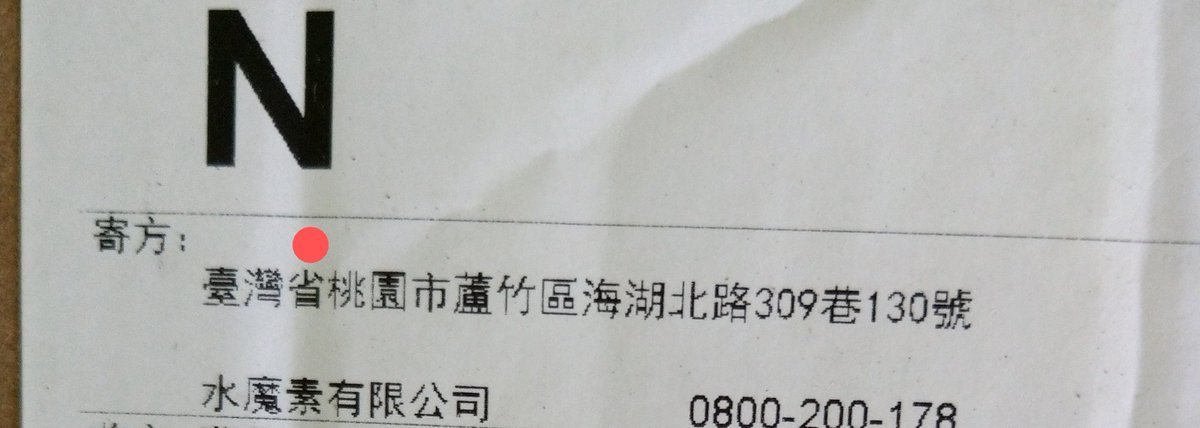 N
寄方:
臺灣省桃園市蘆竹區海湖北路309巷130號
水魔素有限公司 0800-200-178